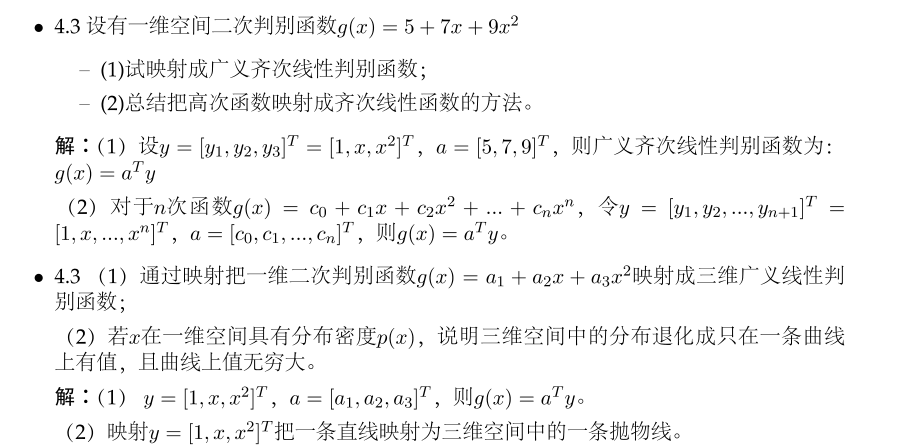 • 4.3 设有一维空间二次判别函数g(x) = 5 + 7x + 9x²
– (1)试映射成广义齐次线性判别函数；
– (2)总结把高次函数映射成齐次线性函数的方法。
解：（1）设y = [y₁, y₂, y₃]ᵀ = [1, x, x²]ᵀ，a = [5, 7, 9]ᵀ，则广义齐次线性判别函数为：
g(x) = aᵀy
（2）对于n次函数g(x) = c₀ + c₁x + c₂x² + ... + cₙxⁿ，令y = [y₁, y₂, ..., yₙ₊₁]ᵀ =
[1, x, ..., xⁿ]ᵀ，a = [c₀, c₁, ..., cₙ]ᵀ，则g(x) = aᵀy。
• 4.3 （1）通过映射把一维二次判别函数g(x) = a₁ + a₂x + a₃x²映射成三维广义线性判
别函数；
（2）若x在一维空间具有分布密度p(x)，说明三维空间中的分布退化成只在一条曲线
上有值，且曲线上值无穷大。
解：（1） y = [1, x, x²]ᵀ，a = [a₁, a₂, a₃]ᵀ，则g(x) = aᵀy。
（2）映射y = [1, x, x²]ᵀ把一条直线映射为三维空间中的一条抛物线。